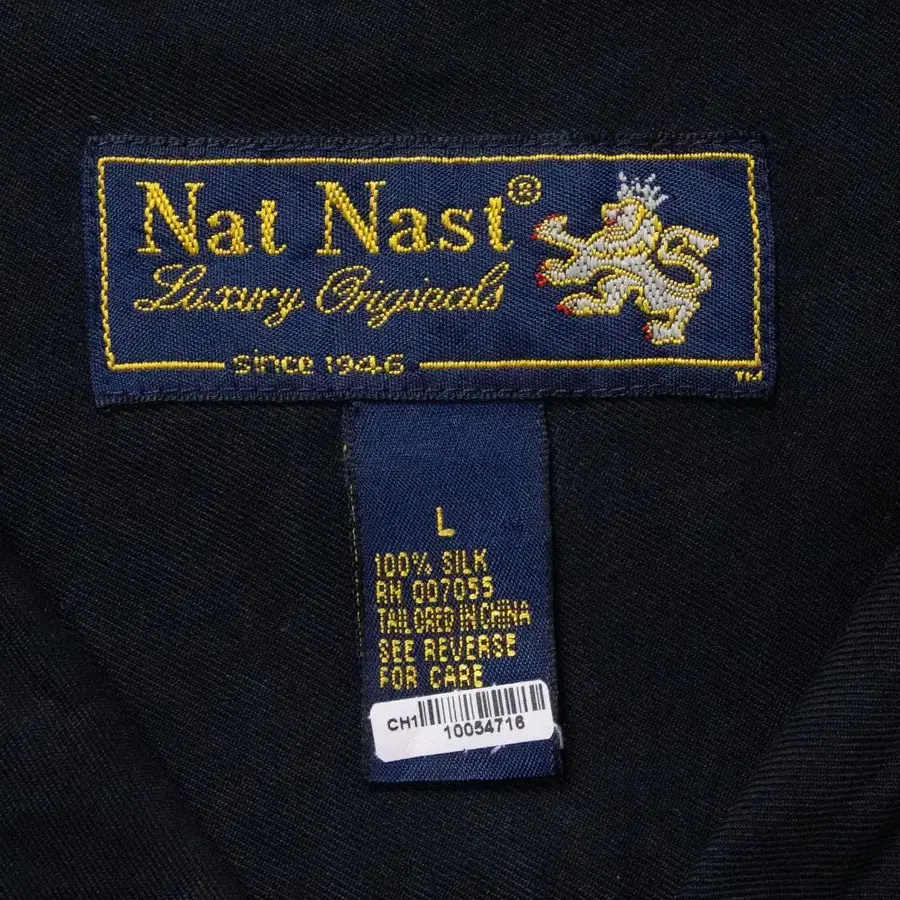 Nat Nast®
Luxury Originals
since 1946
TM
L
100% SILK
RN 007055
TAILORED IN CHINA
SEE REVERSE
FOR CARE
CH1
10054716